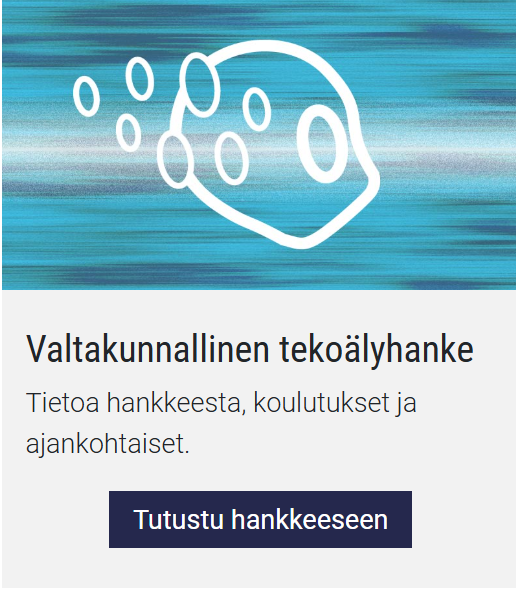 Valtakunnallinen tekoälyhanke
Tietoa hankkeesta, koulutukset ja
ajankohtaiset.
Tutustu hankkeeseen